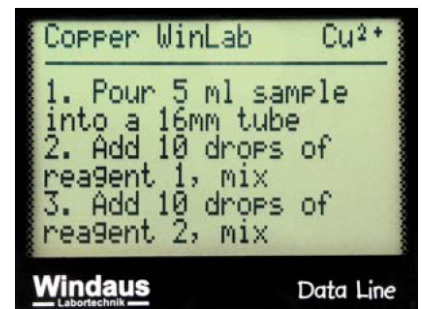 Copper WinLab Cu²⁺
1. Pour 5 ml sample
into a 16mm tube
2. Add 10 drops of
reagent 1, mix
3. Add 10 drops of
reagent 2, mix
Windaus Data Line
Labortechnik